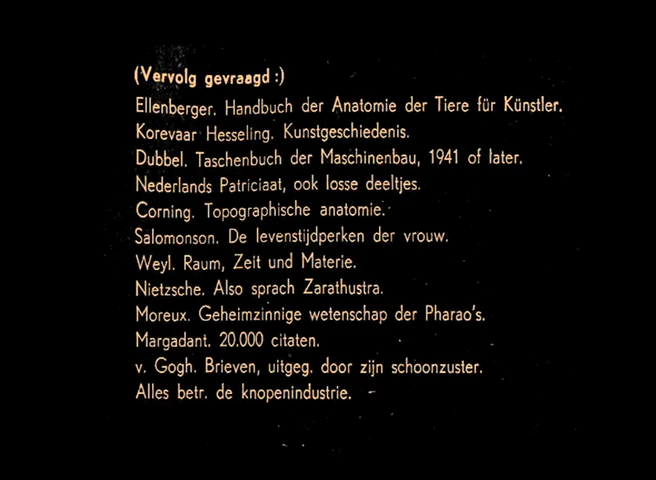 (Vervolg gevraagd :)
Ellenberger. Handbuch der Anatomie der Tiere für Künstler.
Korevaar Hesseling. Kunstgeschiedenis.
Dubbel. Taschenbuch der Maschinenbau, 1941 of later.
Nederlands Patriciaat, ook losse deeltjes.
Corning. Topographische anatomie.
Salomonson. De levenstijdperken der vrouw.
Weyl. Raum, Zeit und Materie.
Nietzsche. Also sprach Zarathustra.
Moreux. Geheimzinnige wetenschap der Pharao's.
Margadant. 20.000 citaten.
v. Gogh. Brieven, uitgeg. door zijn schoonzuster.
Alles betr. de knopenindustrie.